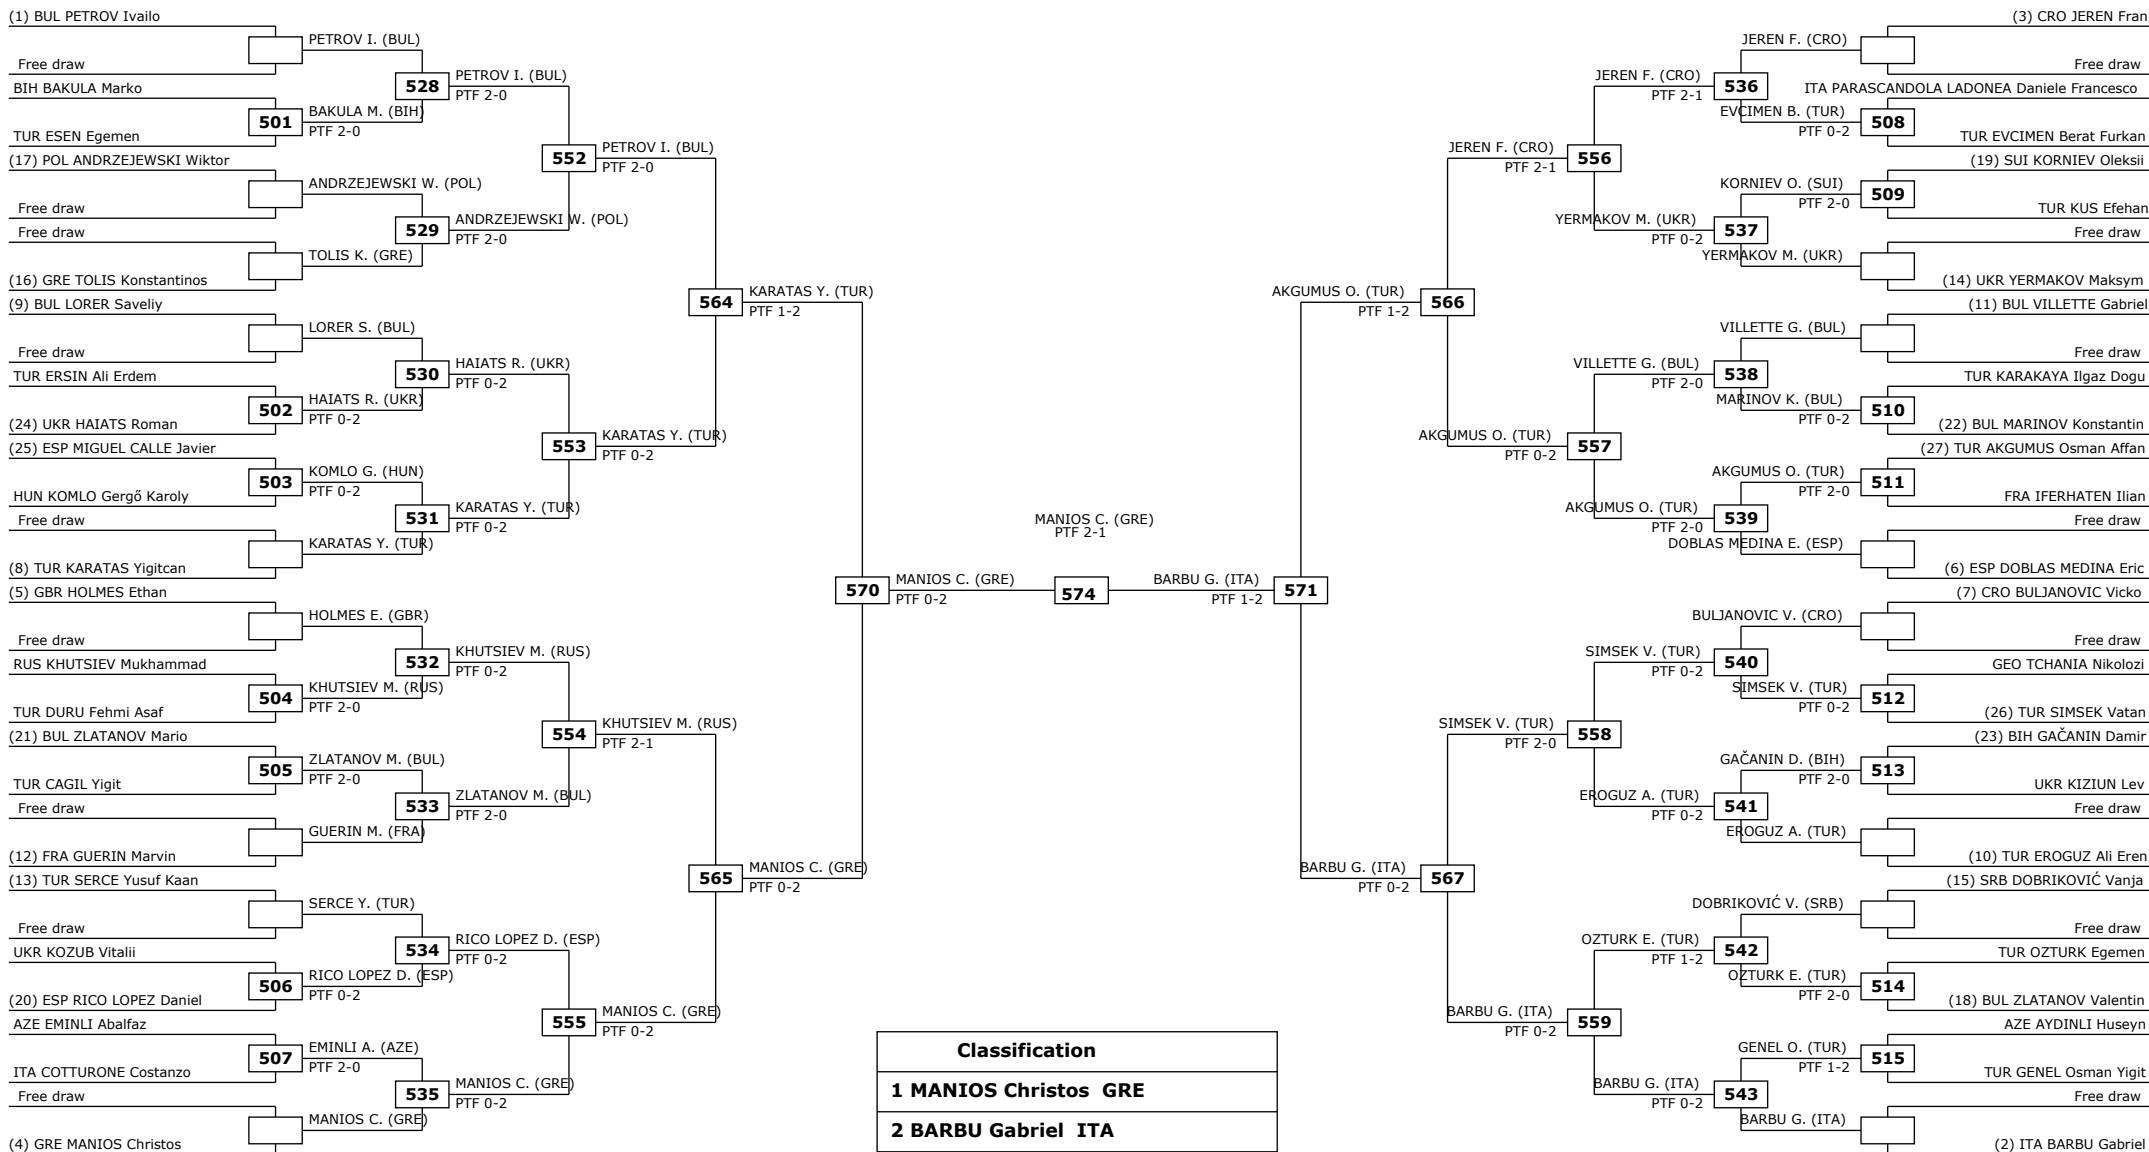 (1) BUL PETROV Ivailo
Free draw
BIH BAKULA Marko
TUR ESEN Egemen
(17) POL ANDRZEJEWSKI Wiktor
Free draw
Free draw
(16) GRE TOLIS Konstantinos
(9) BUL LORER Saveliy
Free draw
TUR ERSIN Ali Erdem
(24) UKR HAIATS Roman
(25) ESP MIGUEL CALLE Javier
HUN KOMLO Gergő Karoly
Free draw
(8) TUR KARATAS Yigitcan
(5) GBR HOLMES Ethan
Free draw
RUS KHUTSIEV Mukhammad
TUR DURU Fehmi Asaf
(21) BUL ZLATANOV Mario
TUR CAGIL Yigit
Free draw
(12) FRA GUERIN Marvin
(13) TUR SERCE Yusuf Kaan
Free draw
UKR KOZUB Vitalii
(20) ESP RICO LOPEZ Daniel
AZE EMINLI Abalfaz
ITA COTTURONE Costanzo
Free draw
(4) GRE MANIOS Christos
PETROV I. (BUL)
501
BAKULA M. (BIH)
PTF 2-0
ANDRZEJEWSKI W. (POL)
TOLIS K. (GRE)
LORER S. (BUL)
502
HAIATS R. (UKR)
PTF 0-2
503
KOMLO G. (HUN)
PTF 0-2
KARATAS Y. (TUR)
HOLMES E. (GBR)
504
KHUTSIEV M. (RUS)
PTF 2-0
505
ZLATANOV M. (BUL)
PTF 2-0
GUERIN M. (FRA)
SERCE Y. (TUR)
506
RICO LOPEZ D. (ESP)
PTF 0-2
507
EMINLI A. (AZE)
PTF 2-0
MANIOS C. (GRE)
528
PETROV I. (BUL)
PTF 2-0
529
ANDRZEJEWSKI W. (POL)
PTF 2-0
530
HAIATS R. (UKR)
PTF 0-2
531
KARATAS Y. (TUR)
PTF 0-2
532
KHUTSIEV M. (RUS)
PTF 0-2
533
ZLATANOV M. (BUL)
PTF 2-0
534
RICO LOPEZ D. (ESP)
PTF 0-2
535
MANIOS C. (GRE)
PTF 0-2
552
PETROV I. (BUL)
PTF 2-0
553
KARATAS Y. (TUR)
PTF 0-2
554
KHUTSIEV M. (RUS)
PTF 2-1
555
MANIOS C. (GRE)
PTF 0-2
564
KARATAS Y. (TUR)
PTF 1-2
565
MANIOS C. (GRE)
PTF 0-2
570
MANIOS C. (GRE)
PTF 0-2
MANIOS C. (GRE)
PTF 2-1
574
BARBU G. (ITA)
PTF 1-2
571
AKGUMUS O. (TUR)
PTF 1-2
566
BARBU G. (ITA)
PTF 0-2
567
JEREN F. (CRO)
PTF 2-1
556
AKGUMUS O. (TUR)
PTF 0-2
557
SIMSEK V. (TUR)
PTF 2-0
558
BARBU G. (ITA)
PTF 0-2
559
JEREN F. (CRO)
PTF 2-1
536
YERMAKOV M. (UKR)
PTF 0-2
537
VILLETTE G. (BUL)
PTF 2-0
538
AKGUMUS O. (TUR)
PTF 2-0
539
SIMSEK V. (TUR)
PTF 0-2
540
EROGUZ A. (TUR)
PTF 0-2
541
OZTURK E. (TUR)
PTF 1-2
542
BARBU G. (ITA)
PTF 0-2
543
JEREN F. (CRO)
EVCIMEN B. (TUR)
PTF 0-2
508
KORNIEV O. (SUI)
PTF 2-0
509
YERMAKOV M. (UKR)
VILLETTE G. (BUL)
MARINOV K. (BUL)
PTF 0-2
510
AKGUMUS O. (TUR)
PTF 2-0
511
DOBLAS MEDINA E. (ESP)
BULJANOVIC V. (CRO)
SIMSEK V. (TUR)
PTF 0-2
512
GAČANIN D. (BIH)
PTF 2-0
513
EROGUZ A. (TUR)
DOBRIKOVIĆ V. (SRB)
OZTURK E. (TUR)
PTF 2-0
514
GENEL O. (TUR)
PTF 1-2
515
BARBU G. (ITA)
(3) CRO JEREN Fran
Free draw
ITA PARASCANDOLA LADONEA Daniele Francesco
TUR EVCIMEN Berat Furkan
(19) SUI KORNIEV Oleksii
TUR KUS Efehan
Free draw
(14) UKR YERMAKOV Maksym
(11) BUL VILLETTE Gabriel
Free draw
TUR KARAKAYA Ilgaz Dogu
(22) BUL MARINOV Konstantin
(27) TUR AKGUMUS Osman Affan
FRA IFERHATEN Ilian
Free draw
(6) ESP DOBLAS MEDINA Eric
(7) CRO BULJANOVIC Vicko
Free draw
GEO TCHANIA Nikolozi
(26) TUR SIMSEK Vatan
(23) BIH GAČANIN Damir
UKR KIZIUN Lev
Free draw
(10) TUR EROGUZ Ali Eren
(15) SRB DOBRIKOVIĆ Vanja
Free draw
TUR OZTURK Egemen
(18) BUL ZLATANOV Valentin
AZE AYDINLI Huseyn
TUR GENEL Osman Yigit
Free draw
(2) ITA BARBU Gabriel
Classification
1 MANIOS Christos GRE
2 BARBU Gabriel ITA